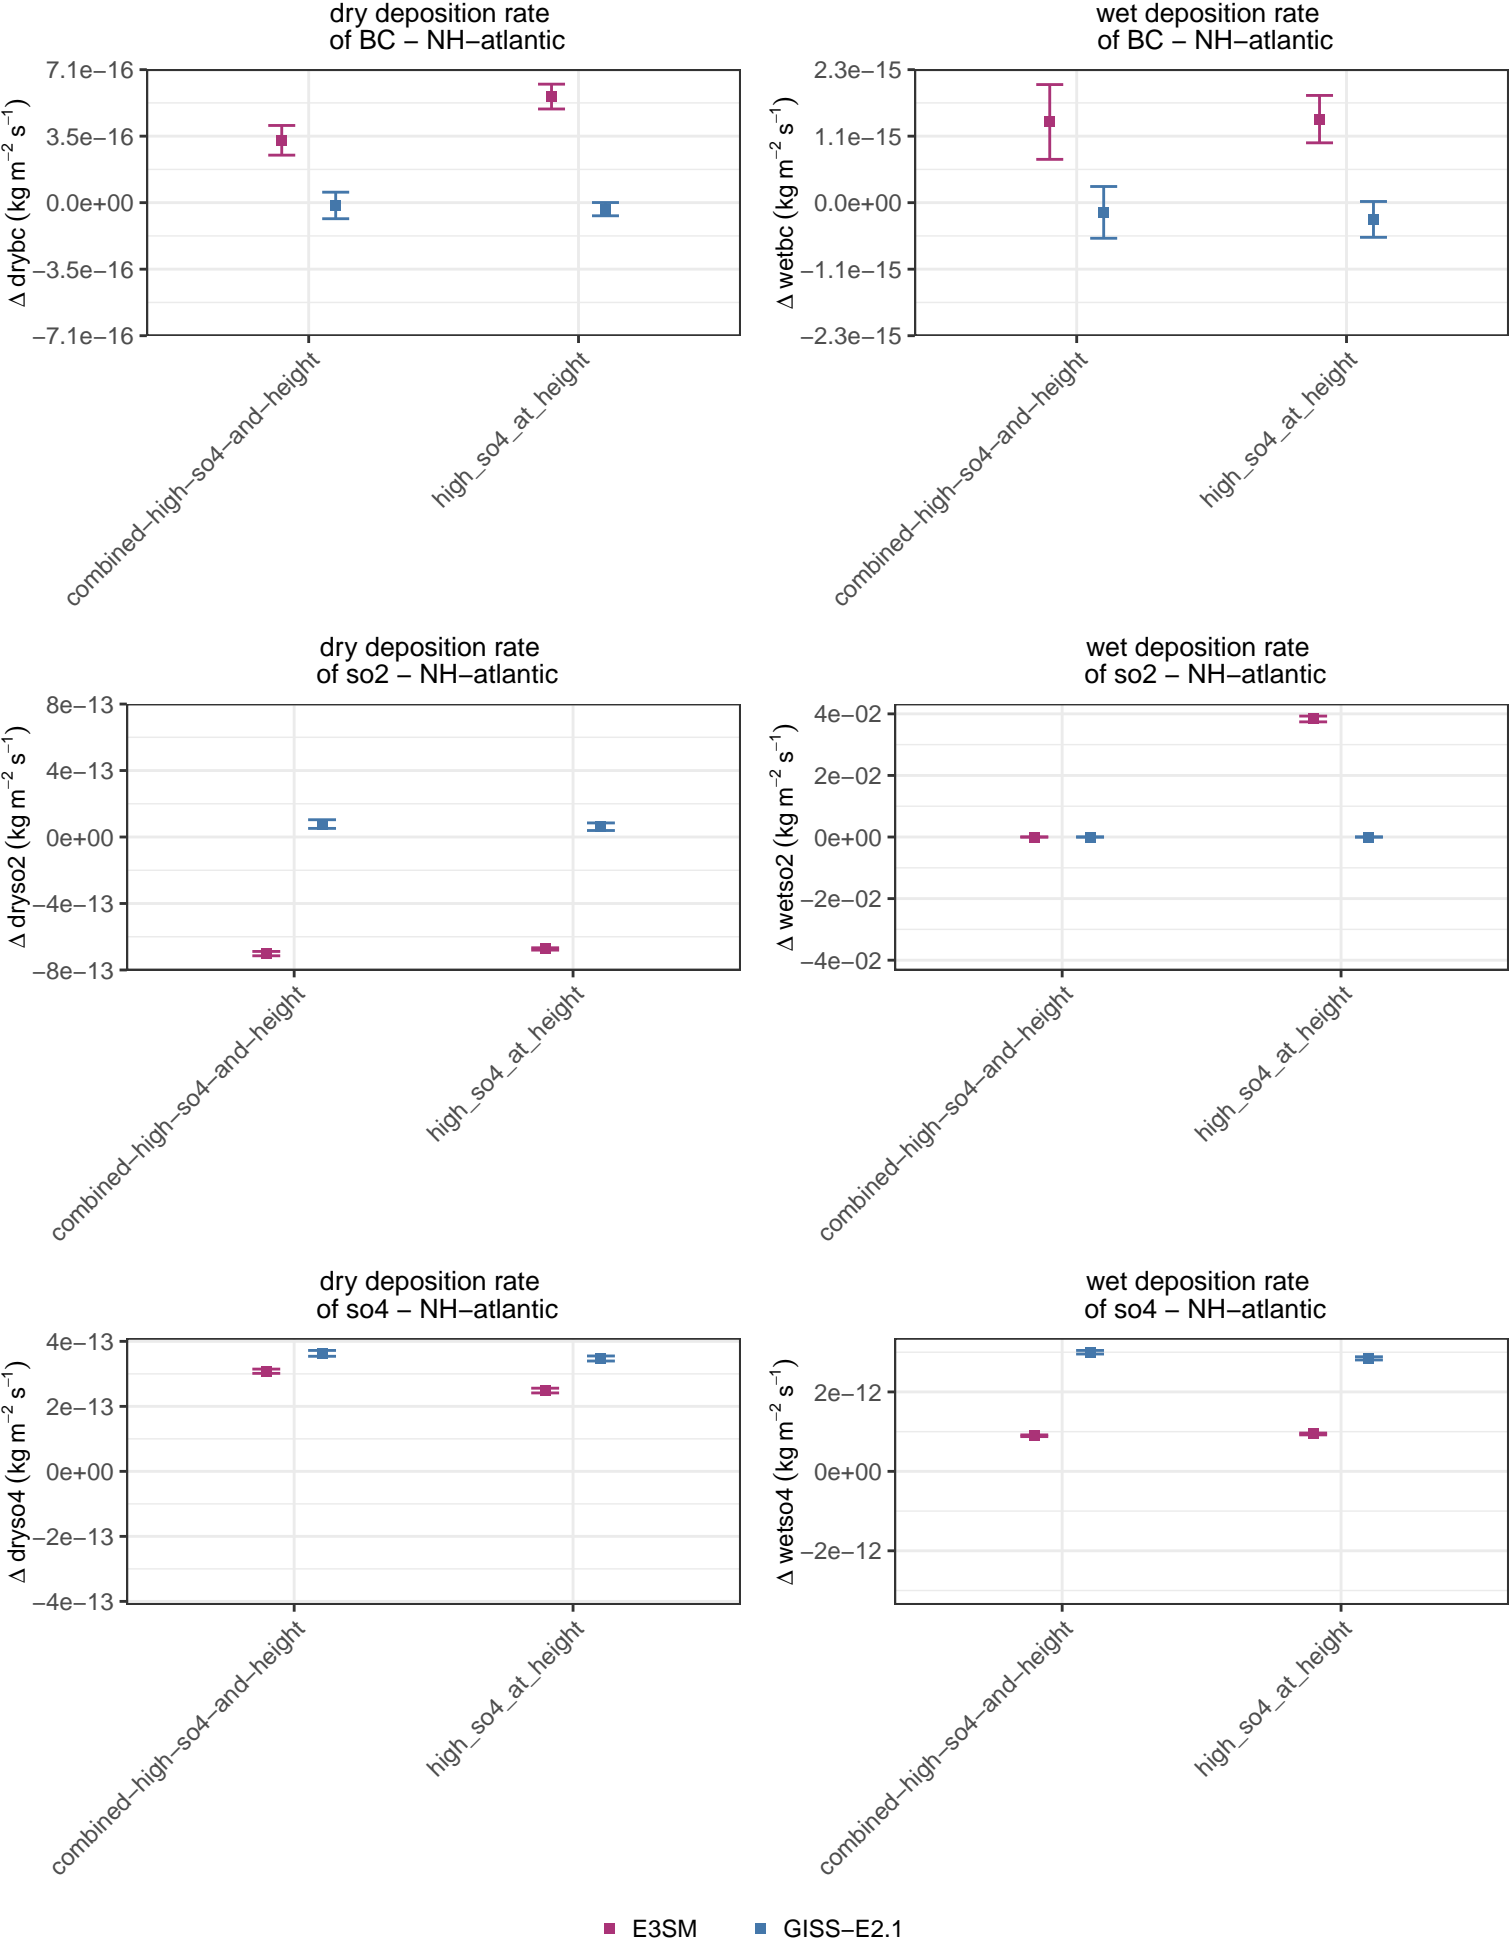 dry deposition rate
of BC − NH−atlantic
Δ drybc (kg m−2 s−1)
7.1e−16
3.5e−16
0.0e+00
−3.5e−16
−7.1e−16
combined−high−so4−and−height
high_so4_at_height
wet deposition rate
of BC − NH−atlantic
Δ wetbc (kg m−2 s−1)
2.3e−15
1.1e−15
0.0e+00
−1.1e−15
−2.3e−15
combined−high−so4−and−height
high_so4_at_height
dry deposition rate
of so2 − NH−atlantic
Δ dryso2 (kg m−2 s−1)
8e−13
4e−13
0e+00
−4e−13
−8e−13
combined−high−so4−and−height
high_so4_at_height
wet deposition rate
of so2 − NH−atlantic
Δ wetso2 (kg m−2 s−1)
4e−02
2e−02
0e+00
−2e−02
−4e−02
combined−high−so4−and−height
high_so4_at_height
dry deposition rate
of so4 − NH−atlantic
Δ dryso4 (kg m−2 s−1)
4e−13
2e−13
0e+00
−2e−13
−4e−13
combined−high−so4−and−height
high_so4_at_height
wet deposition rate
of so4 − NH−atlantic
Δ wetso4 (kg m−2 s−1)
2e−12
0e+00
−2e−12
combined−high−so4−and−height
high_so4_at_height
E3SM
GISS−E2.1